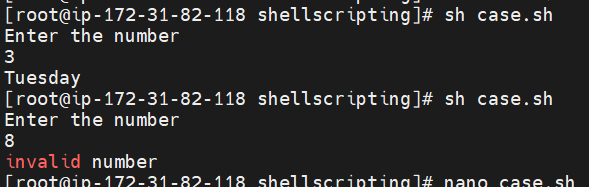 [root@ip-172-31-82-118 shellscripting]# sh case.sh
Enter the number
3
Tuesday
[root@ip-172-31-82-118 shellscripting]# sh case.sh
Enter the number
8
invalid number
[root@ip-172-31-82-118 shellscripting]# nano case.sh